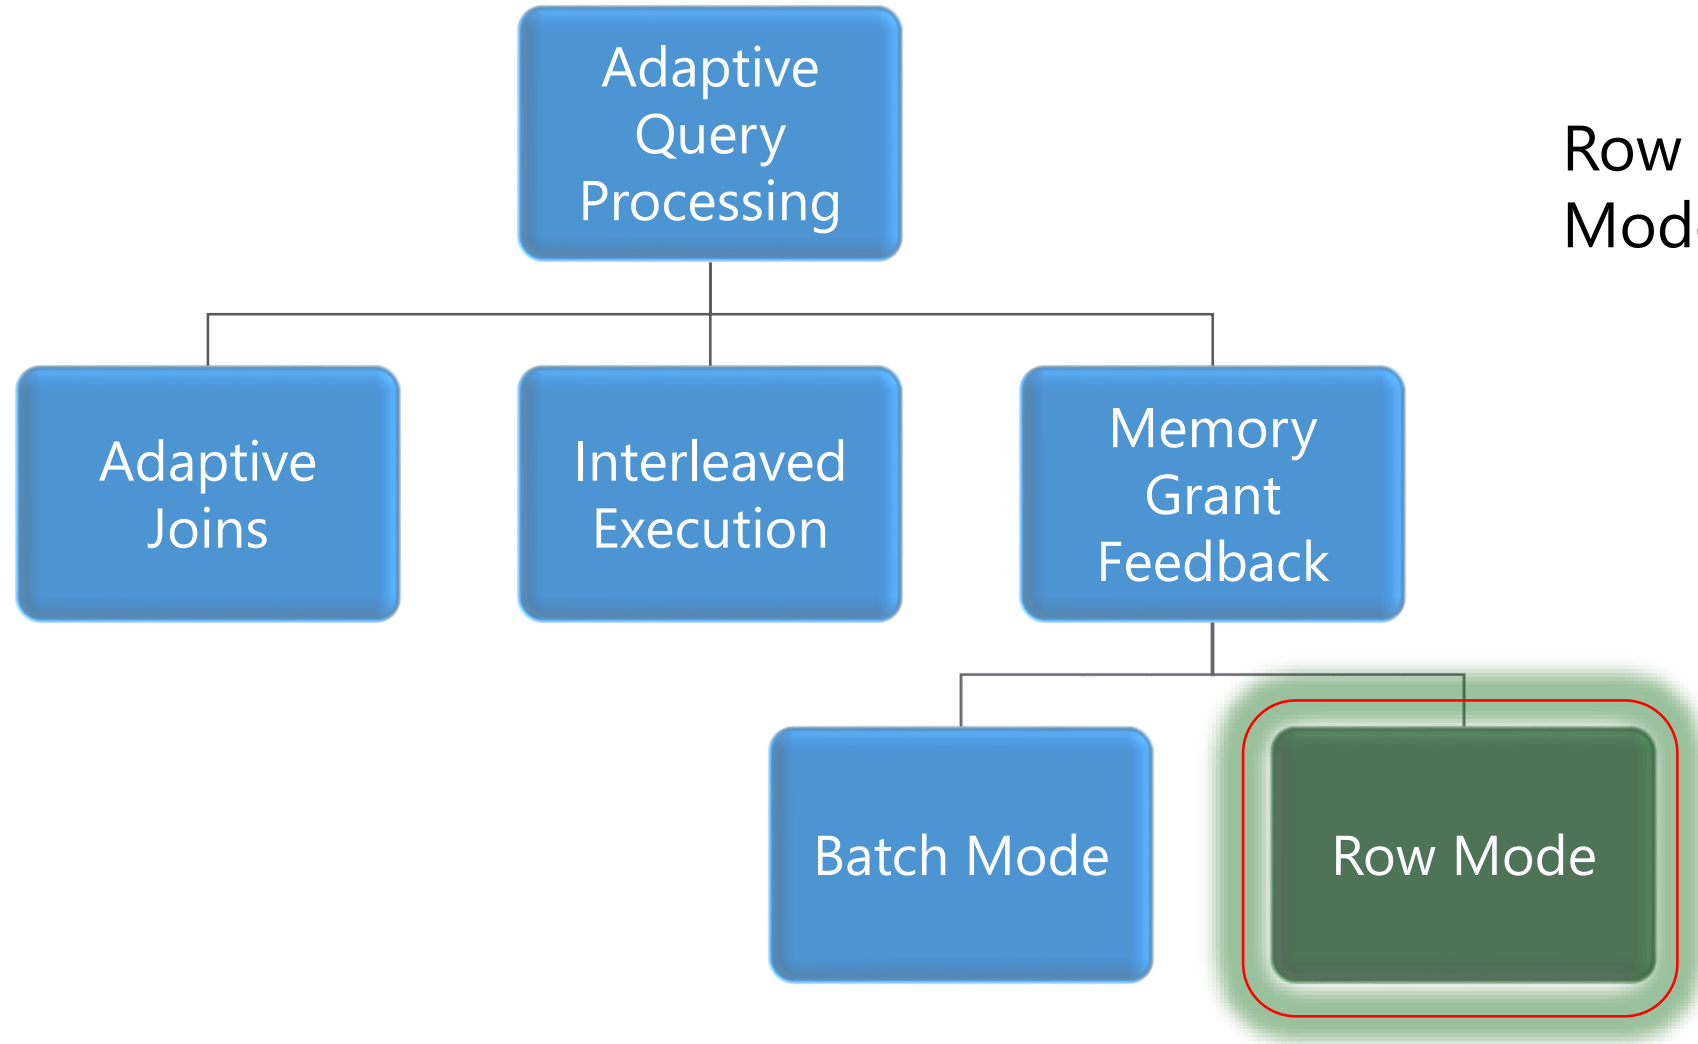 Adaptive
Query
Processing
Row
Adaptive
Joins
Interleaved
Execution
Memory
Grant
Feedback
Batch Mode
Row Mode